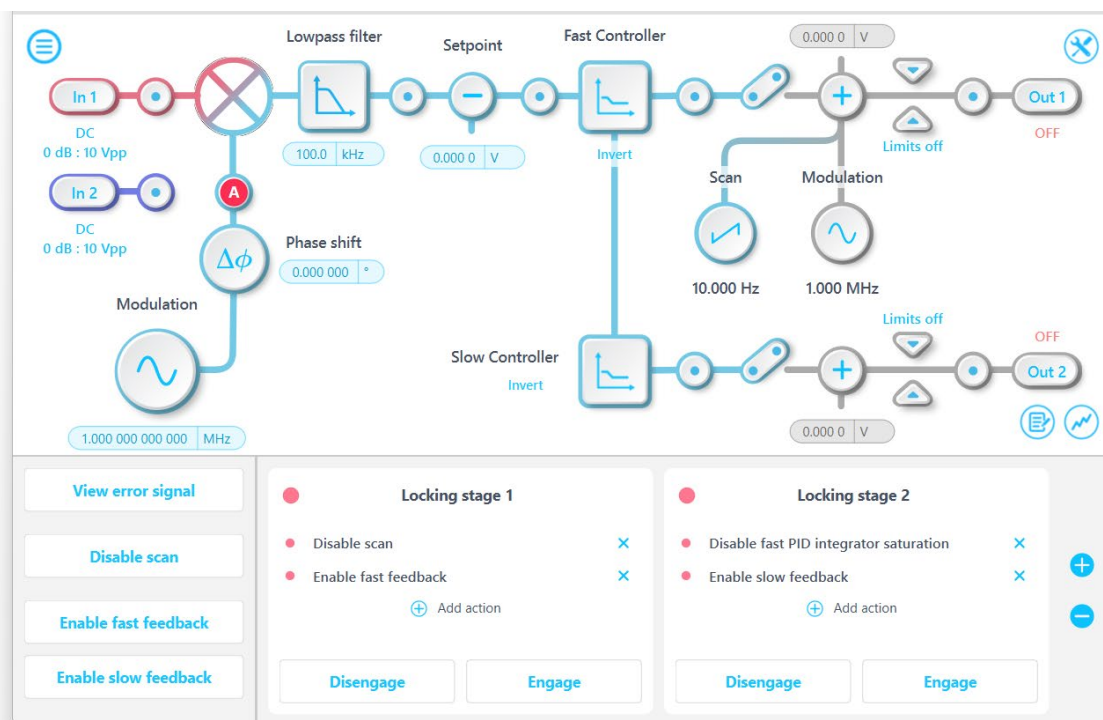 Lowpass filter
Setpoint
Fast Controller
0.000 0 V
In 1
DC
0 dB : 10 Vpp
100.0 kHz
0.000 0 V
Invert
Limits off
Out 1
OFF
In 2
DC
0 dB : 10 Vpp
A
Δϕ
Phase shift
0.000 000 °
Scan
Modulation
10.000 Hz
1.000 MHz
Modulation
1.000 000 000 000 MHz
Slow Controller
Invert
Limits off
OFF
Out 2
0.000 0 V
View error signal
Disable scan
Enable fast feedback
Enable slow feedback
Locking stage 1
Disable scan
Enable fast feedback
Add action
Disengage
Engage
Locking stage 2
Disable fast PID integrator saturation
Enable slow feedback
Add action
Disengage
Engage